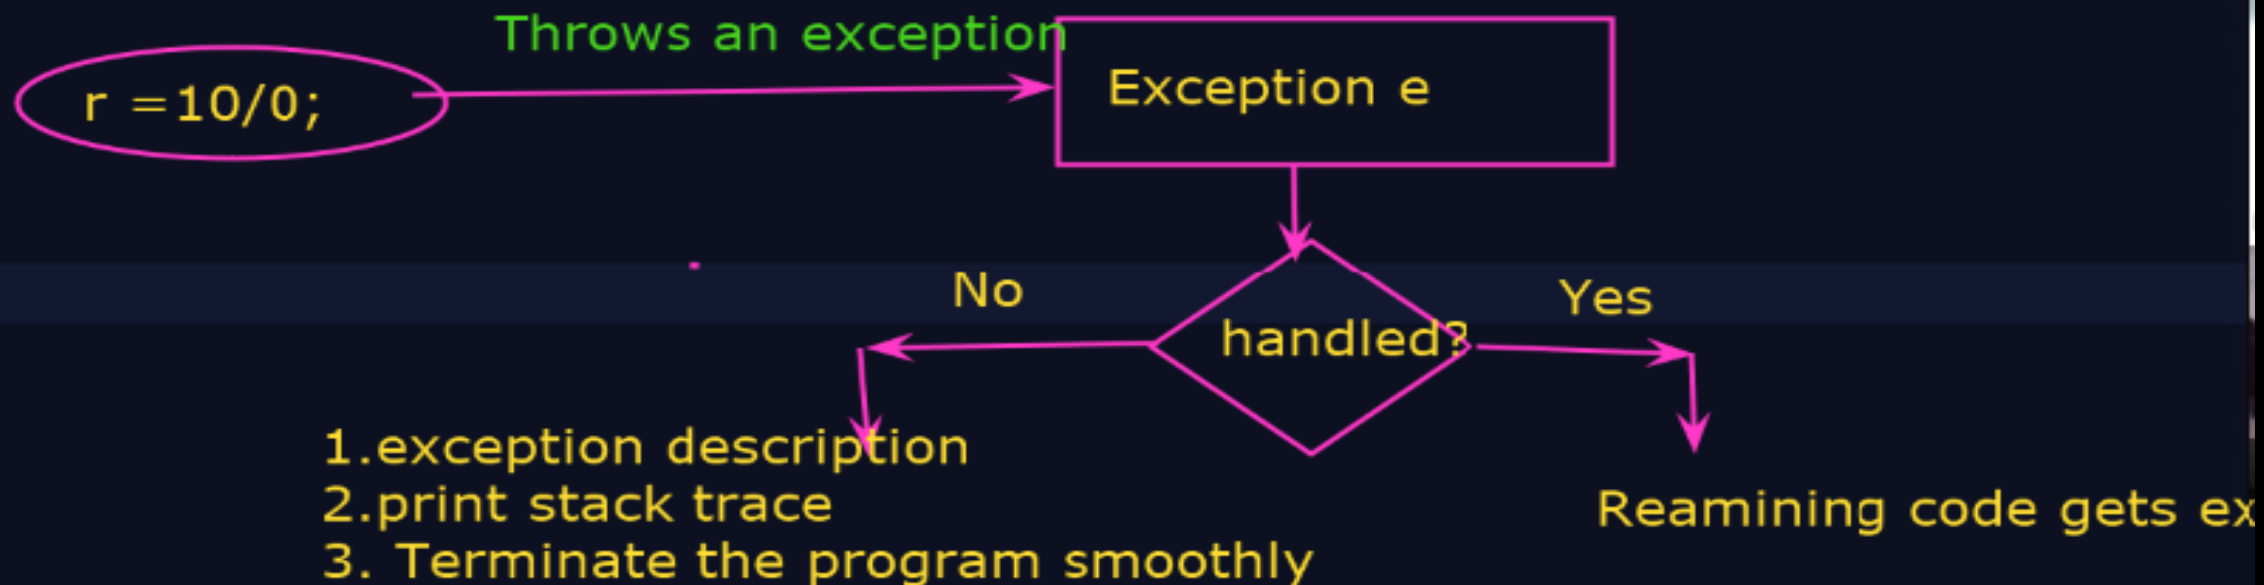 Throws an exception
r =10/0;
Exception e
No
Yes
handled?
1.exception description
2.print stack trace
3. Terminate the program smoothly
Reamining code gets